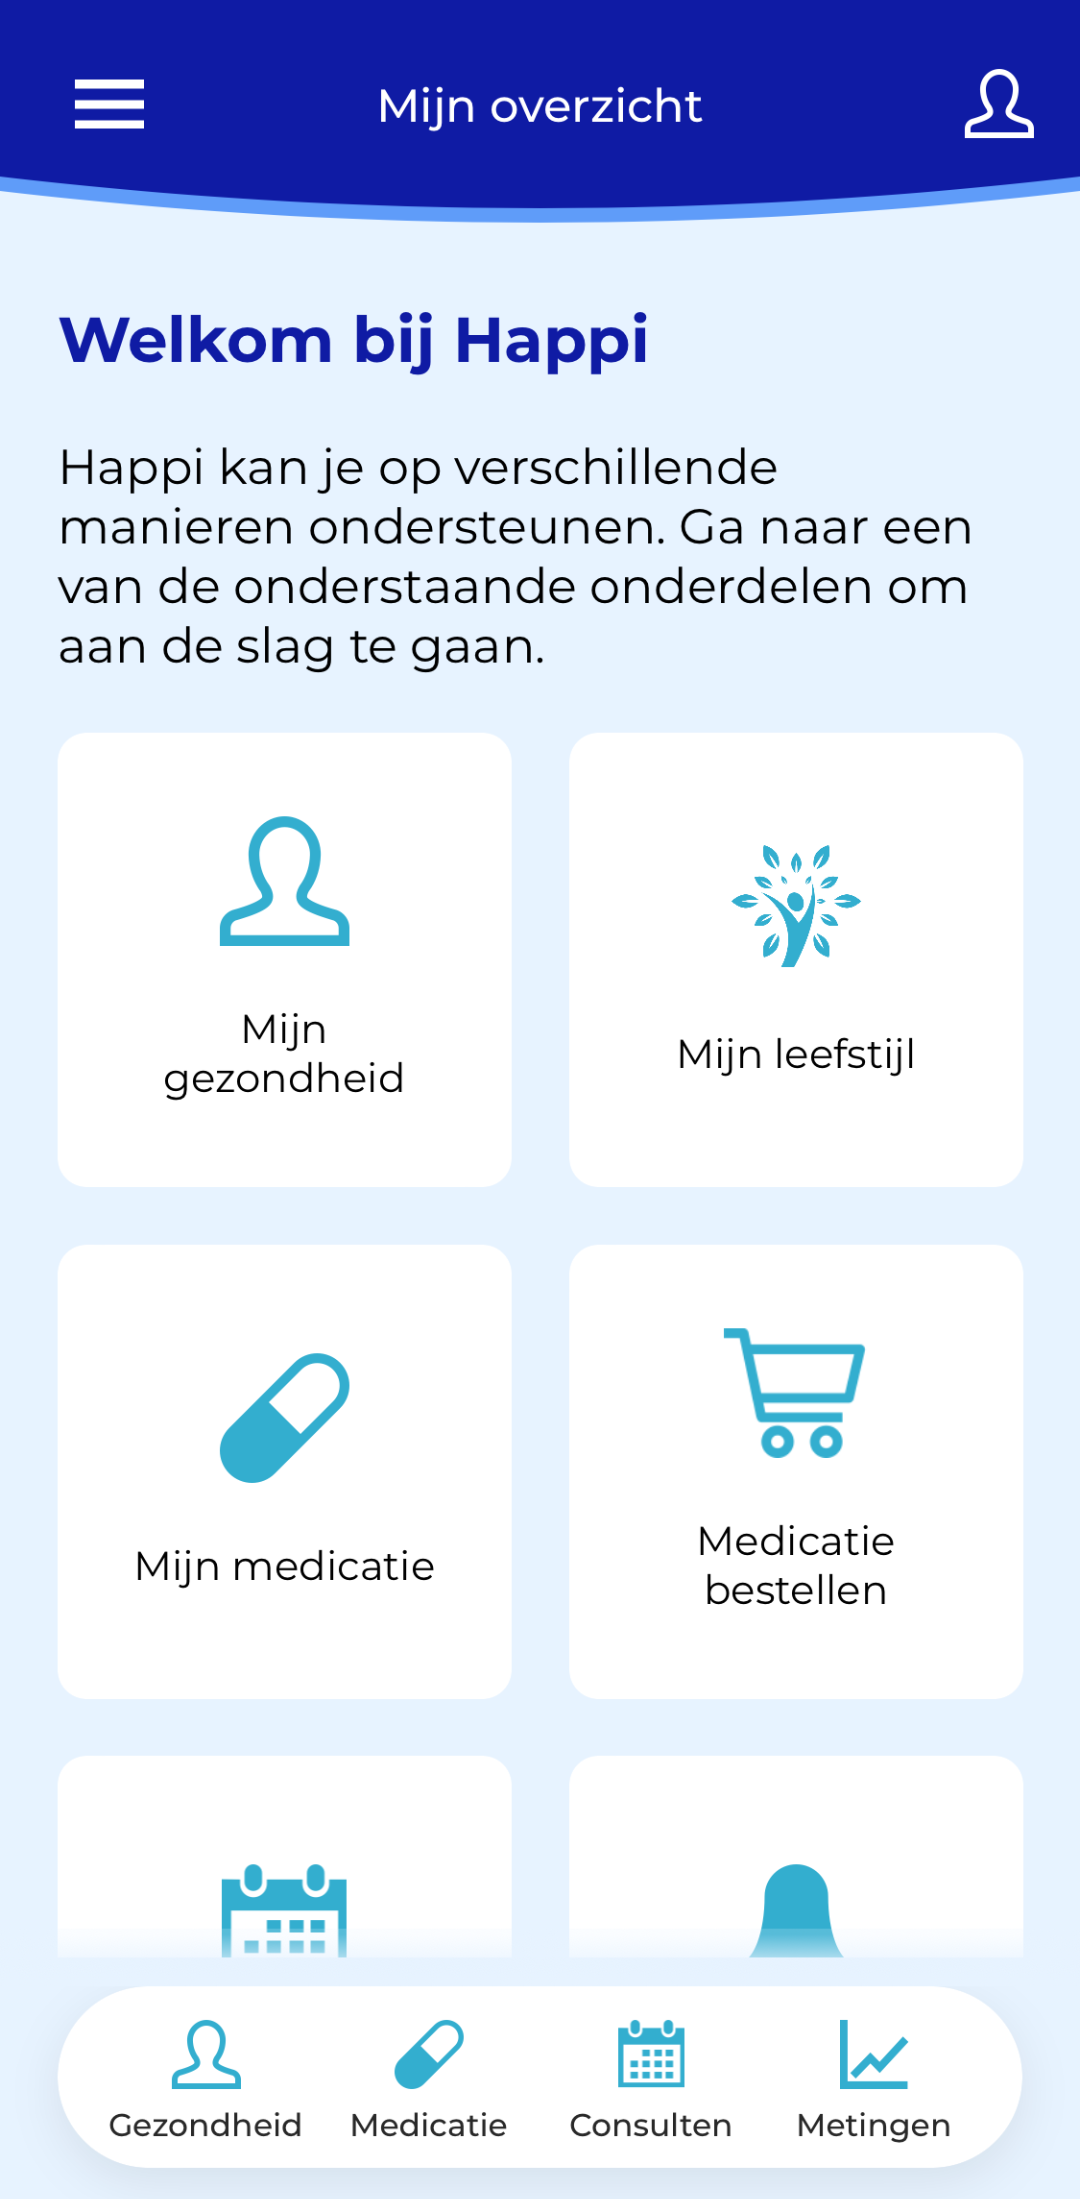 Mijn overzicht
Welkom bij Happi
Happi kan je op verschillende
manieren ondersteunen. Ga naar een
van de onderstaande onderdelen om
aan de slag te gaan.
Mijn
gezondheid
Mijn leefstijl
Mijn medicatie
Medicatie
bestellen
Gezondheid
Medicatie
Consulten
Metingen